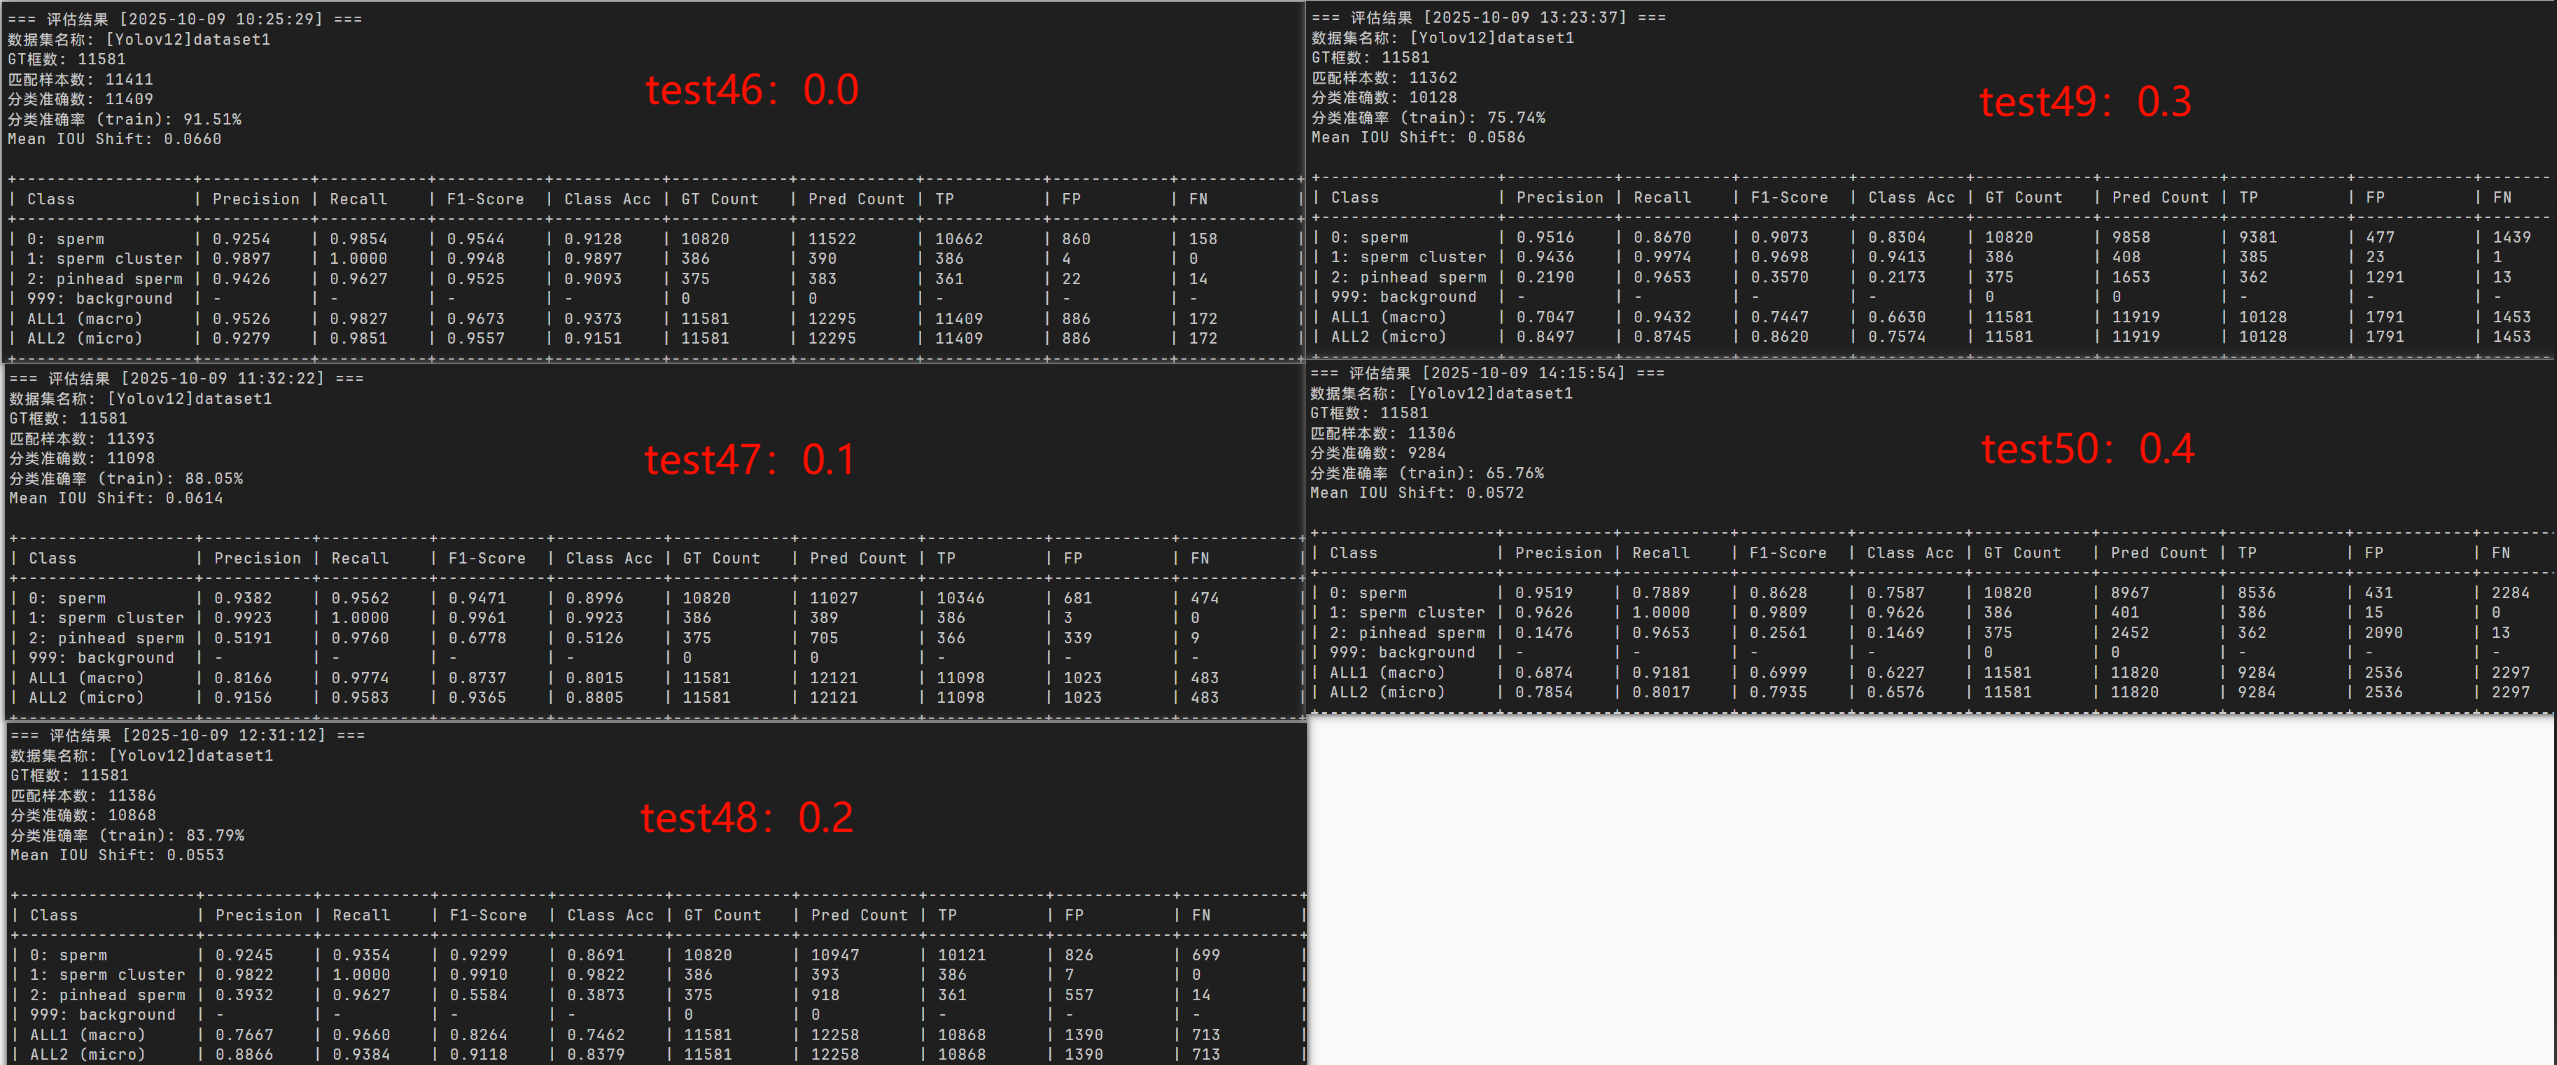 === 评估结果 [2025-10-09 10:25:29] ===
数据集名称: [Yolov12]dataset1
GT框数: 11581
匹配样本数: 11411
分类准确数: 11409
分类准确率 (train): 91.51%
Mean IOU Shift: 0.0660
test46：0.0
| Class | Precision | Recall | F1-Score | Class Acc | GT Count | Pred Count | TP | FP | FN |
| 0: sperm | 0.9254 | 0.9854 | 0.9544 | 0.9128 | 10820 | 11522 | 10662 | 860 | 158 |
| 1: sperm cluster | 0.9897 | 1.0000 | 0.9948 | 0.9897 | 386 | 390 | 386 | 4 | 0 |
| 2: pinhead sperm | 0.9426 | 0.9627 | 0.9525 | 0.9093 | 375 | 383 | 361 | 22 | 14 |
| 999: background | - | - | - | - | 0 | 0 | - | - | - |
| ALL1 (macro) | 0.9526 | 0.9827 | 0.9673 | 0.9373 | 11581 | 12295 | 11409 | 886 | 172 |
| ALL2 (micro) | 0.9279 | 0.9851 | 0.9557 | 0.9151 | 11581 | 12295 | 11409 | 886 | 172 |
=== 评估结果 [2025-10-09 11:32:22] ===
数据集名称: [Yolov12]dataset1
GT框数: 11581
匹配样本数: 11393
分类准确数: 11098
分类准确率 (train): 88.05%
Mean IOU Shift: 0.0614
test47：0.1
| Class | Precision | Recall | F1-Score | Class Acc | GT Count | Pred Count | TP | FP | FN |
| 0: sperm | 0.9382 | 0.9562 | 0.9471 | 0.8996 | 10820 | 11027 | 10346 | 681 | 474 |
| 1: sperm cluster | 0.9923 | 1.0000 | 0.9961 | 0.9923 | 386 | 389 | 386 | 3 | 0 |
| 2: pinhead sperm | 0.5191 | 0.9760 | 0.6778 | 0.5126 | 375 | 705 | 366 | 339 | 9 |
| 999: background | - | - | - | - | 0 | 0 | - | - | - |
| ALL1 (macro) | 0.8166 | 0.9774 | 0.8737 | 0.8015 | 11581 | 12121 | 11098 | 1023 | 483 |
| ALL2 (micro) | 0.9156 | 0.9583 | 0.9365 | 0.8805 | 11581 | 12121 | 11098 | 1023 | 483 |
=== 评估结果 [2025-10-09 12:31:12] ===
数据集名称: [Yolov12]dataset1
GT框数: 11581
匹配样本数: 11386
分类准确数: 10868
分类准确率 (train): 83.79%
Mean IOU Shift: 0.0553
test48：0.2
| Class | Precision | Recall | F1-Score | Class Acc | GT Count | Pred Count | TP | FP | FN |
| 0: sperm | 0.9245 | 0.9354 | 0.9299 | 0.8691 | 10820 | 10947 | 10121 | 826 | 699 |
| 1: sperm cluster | 0.9822 | 1.0000 | 0.9910 | 0.9822 | 386 | 393 | 386 | 7 | 0 |
| 2: pinhead sperm | 0.3932 | 0.9627 | 0.5584 | 0.3873 | 375 | 918 | 361 | 557 | 14 |
| 999: background | - | - | - | - | 0 | 0 | - | - | - |
| ALL1 (macro) | 0.7667 | 0.9660 | 0.8264 | 0.7462 | 11581 | 12258 | 10868 | 1390 | 713 |
| ALL2 (micro) | 0.8866 | 0.9384 | 0.9118 | 0.8379 | 11581 | 12258 | 10868 | 1390 | 713 |
=== 评估结果 [2025-10-09 13:23:37] ===
数据集名称: [Yolov12]dataset1
GT框数: 11581
匹配样本数: 11362
分类准确数: 10128
分类准确率 (train): 75.74%
Mean IOU Shift: 0.0586
test49：0.3
| Class | Precision | Recall | F1-Score | Class Acc | GT Count | Pred Count | TP | FP | FN
| 0: sperm | 0.9516 | 0.8670 | 0.9073 | 0.8304 | 10820 | 9858 | 9381 | 477 | 1439
| 1: sperm cluster | 0.9436 | 0.9974 | 0.9698 | 0.9413 | 386 | 408 | 385 | 23 | 1
| 2: pinhead sperm | 0.2190 | 0.9653 | 0.3570 | 0.2173 | 375 | 1653 | 362 | 1291 | 13
| 999: background | - | - | - | - | 0 | 0 | - | - | -
| ALL1 (macro) | 0.7047 | 0.9432 | 0.7447 | 0.6630 | 11581 | 11919 | 10128 | 1791 | 1453
| ALL2 (micro) | 0.8497 | 0.8745 | 0.8620 | 0.7574 | 11581 | 11919 | 10128 | 1791 | 1453
=== 评估结果 [2025-10-09 14:15:54] ===
数据集名称: [Yolov12]dataset1
GT框数: 11581
匹配样本数: 11306
分类准确数: 9284
分类准确率 (train): 65.76%
Mean IOU Shift: 0.0572
test50：0.4
| Class | Precision | Recall | F1-Score | Class Acc | GT Count | Pred Count | TP | FP | FN
| 0: sperm | 0.9519 | 0.7889 | 0.8628 | 0.7587 | 10820 | 8967 | 8536 | 431 | 2284
| 1: sperm cluster | 0.9626 | 1.0000 | 0.9809 | 0.9626 | 386 | 401 | 386 | 15 | 0
| 2: pinhead sperm | 0.1476 | 0.9653 | 0.2561 | 0.1469 | 375 | 2452 | 362 | 2090 | 13
| 999: background | - | - | - | - | 0 | 0 | - | - | -
| ALL1 (macro) | 0.6874 | 0.9181 | 0.6999 | 0.6227 | 11581 | 11820 | 9284 | 2536 | 2297
| ALL2 (micro) | 0.7854 | 0.8017 | 0.7935 | 0.6576 | 11581 | 11820 | 9284 | 2536 | 2297